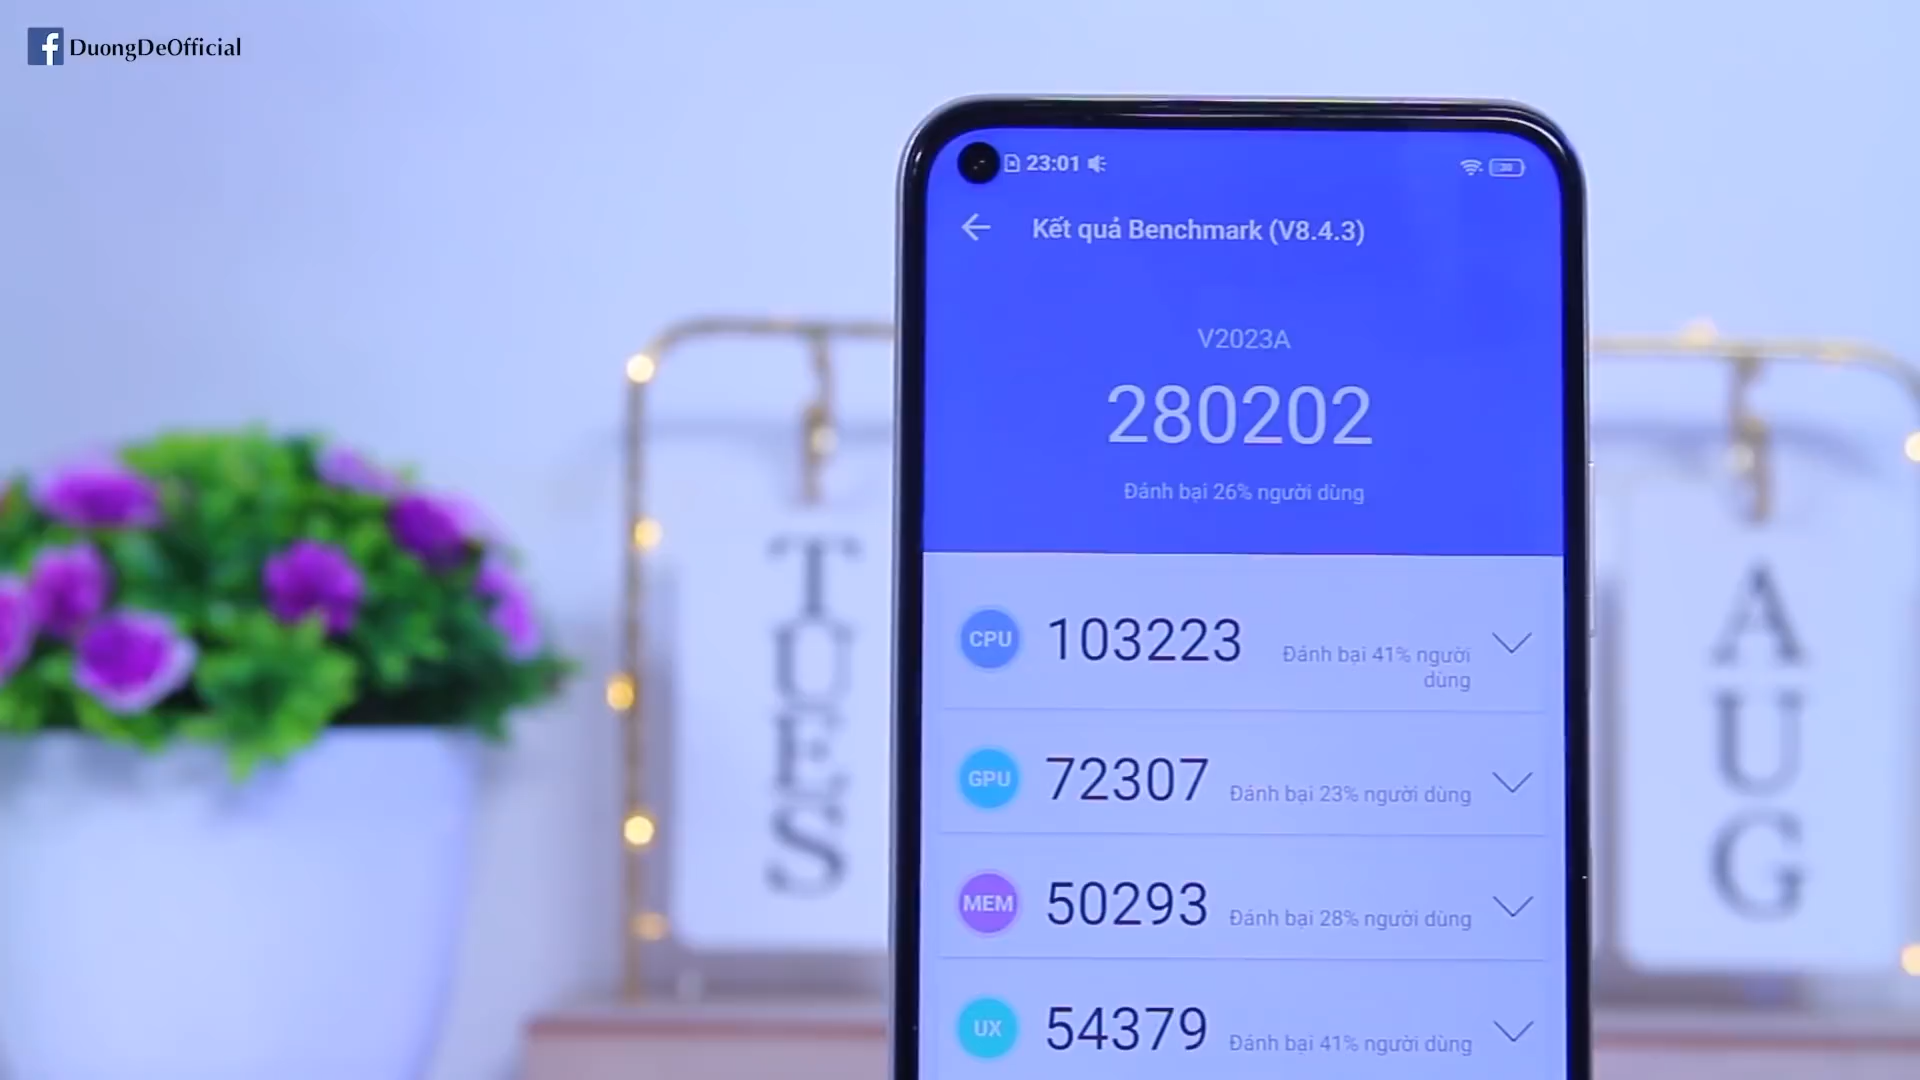 DuongDeOfficial
23:01
Kết quả Benchmark (V8.4.3)
V2023A
280202
Đánh bại 26% người dùng
CPU 103223 Đánh bại 41% người
dùng
GPU 72307 Đánh bại 23% người dùng
MEM 50293 Đánh bại 28% người dùng
UX 54379 Đánh bại 41% người dùng
TUES
AUG